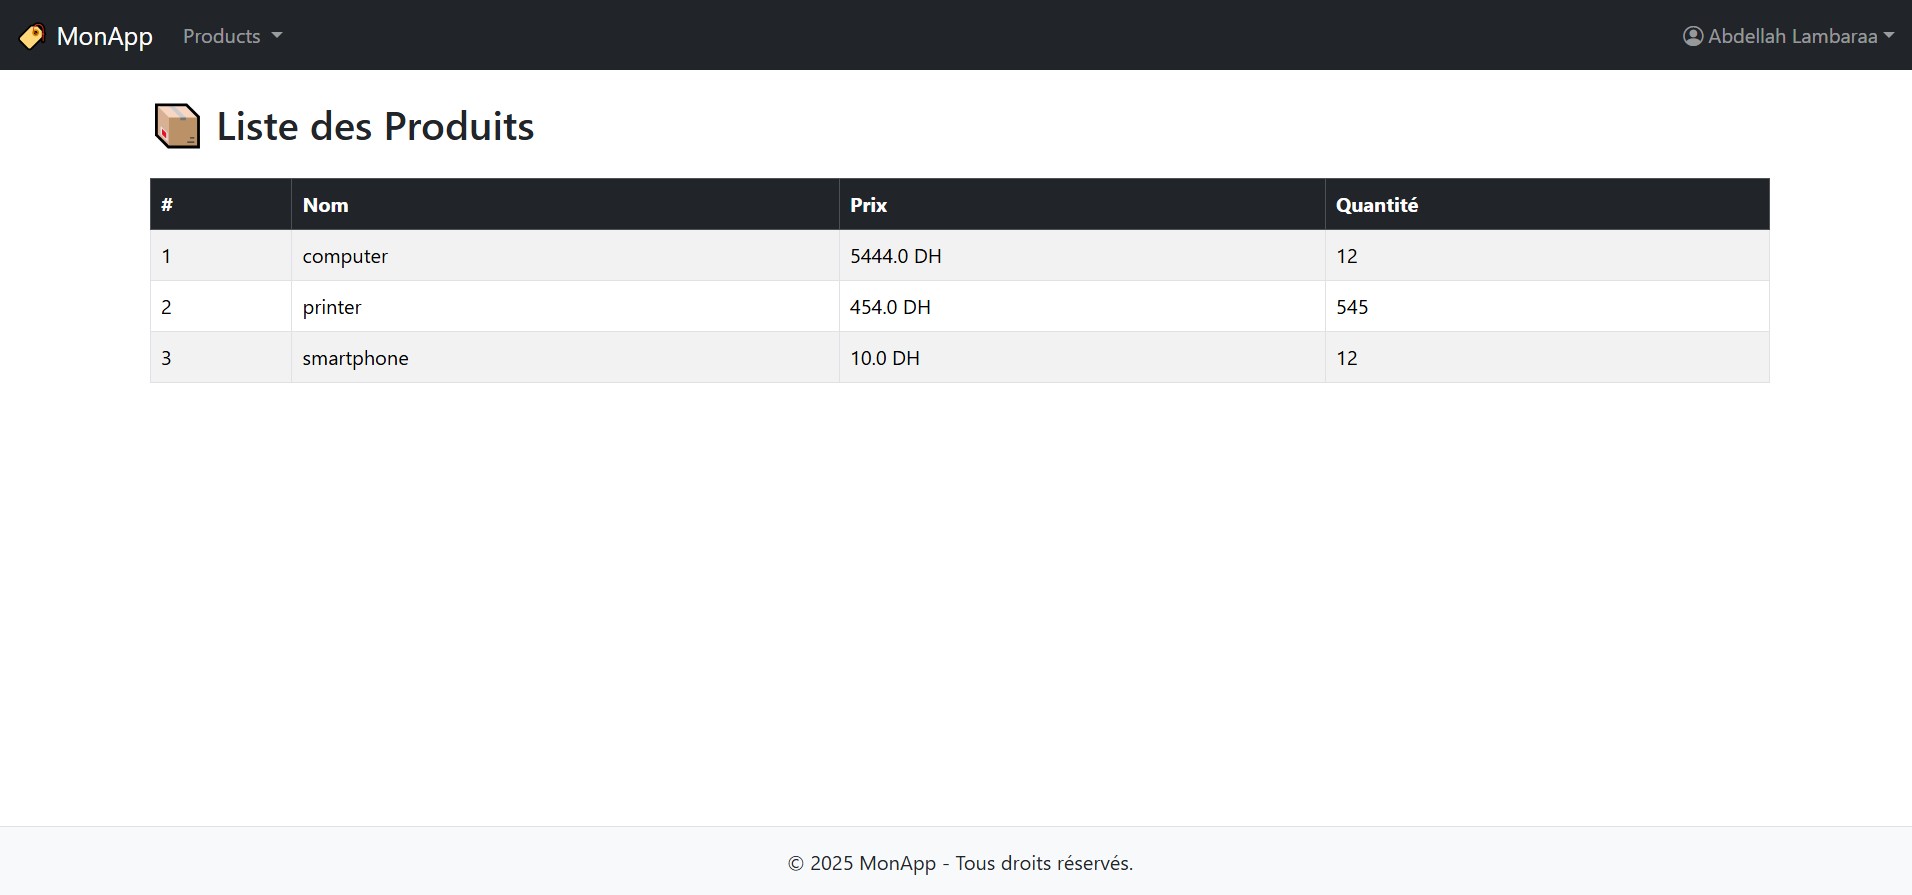 MonApp Products Abdellah Lambaraa
Liste des Produits
# Nom Prix Quantité
1 computer 5444.0 DH 12
2 printer 454.0 DH 545
3 smartphone 10.0 DH 12
© 2025 MonApp - Tous droits réservés.